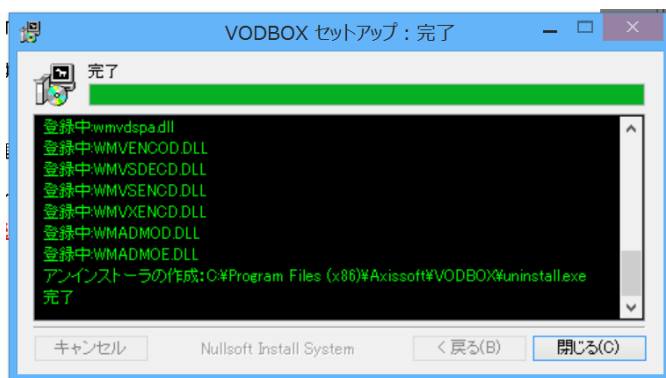 VODBOX セットアップ：完了
完了
登録中:wmvdspa.dll
登録中:WMVENCOD.DLL
登録中:WMVSDECD.DLL
登録中:WMVSENCD.DLL
登録中:WMVXENCD.DLL
登録中:WMADMOD.DLL
登録中:WMADMOE.DLL
アンインストーラの作成:C:¥Program Files (x86)¥Axissoft¥VODBOX¥uninstall.exe
完了
キャンセル Nullsoft Install System < 戻る(B) 閉じる(C)